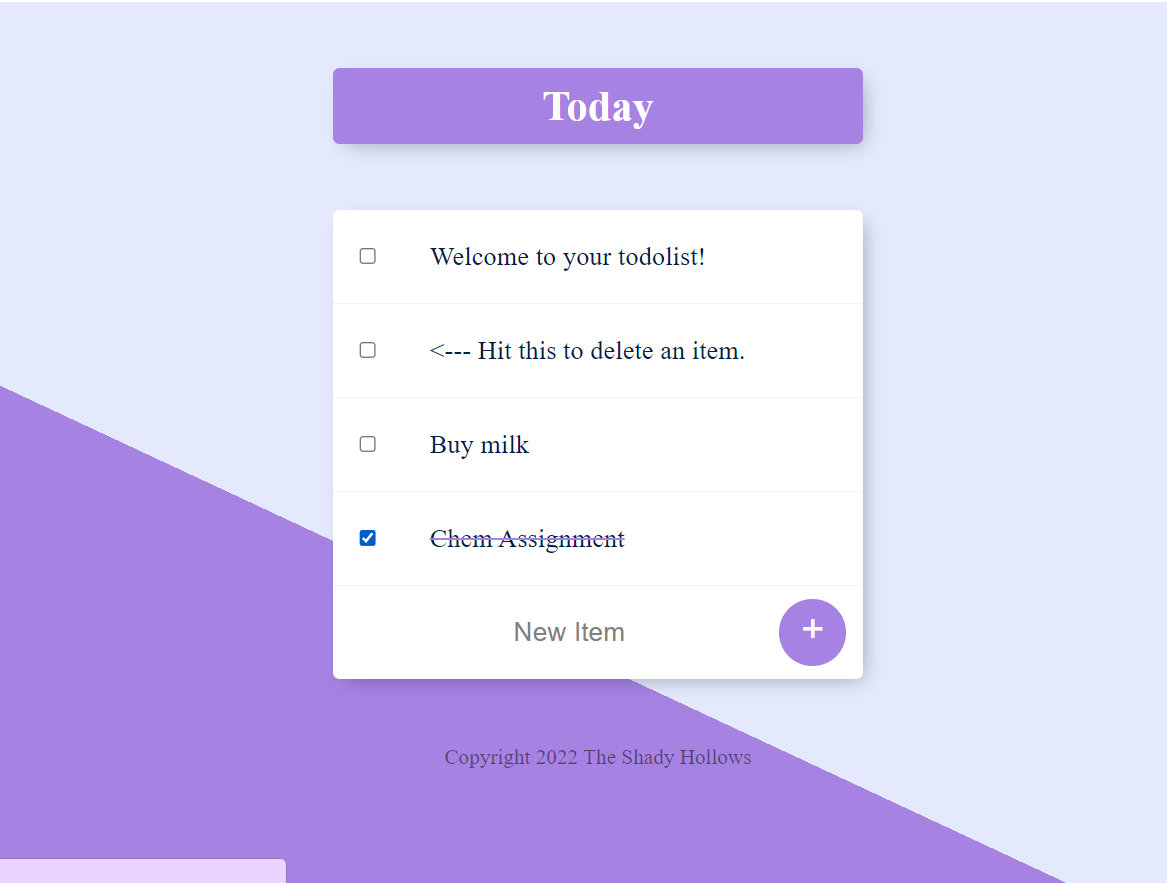 Today
Welcome to your todolist!
<--- Hit this to delete an item.
Buy milk
Chem Assignment
New Item
+
Copyright 2022 The Shady Hollows